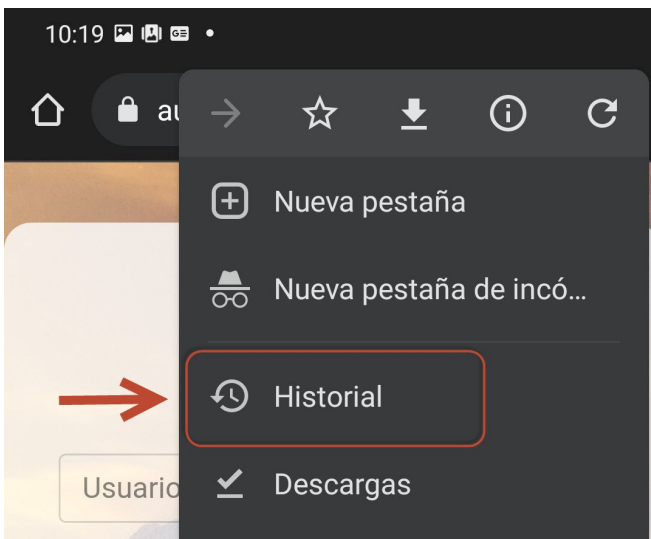 10:19
au
Nueva pestaña
Nueva pestaña de incó...
Historial
Usuario
Descargas